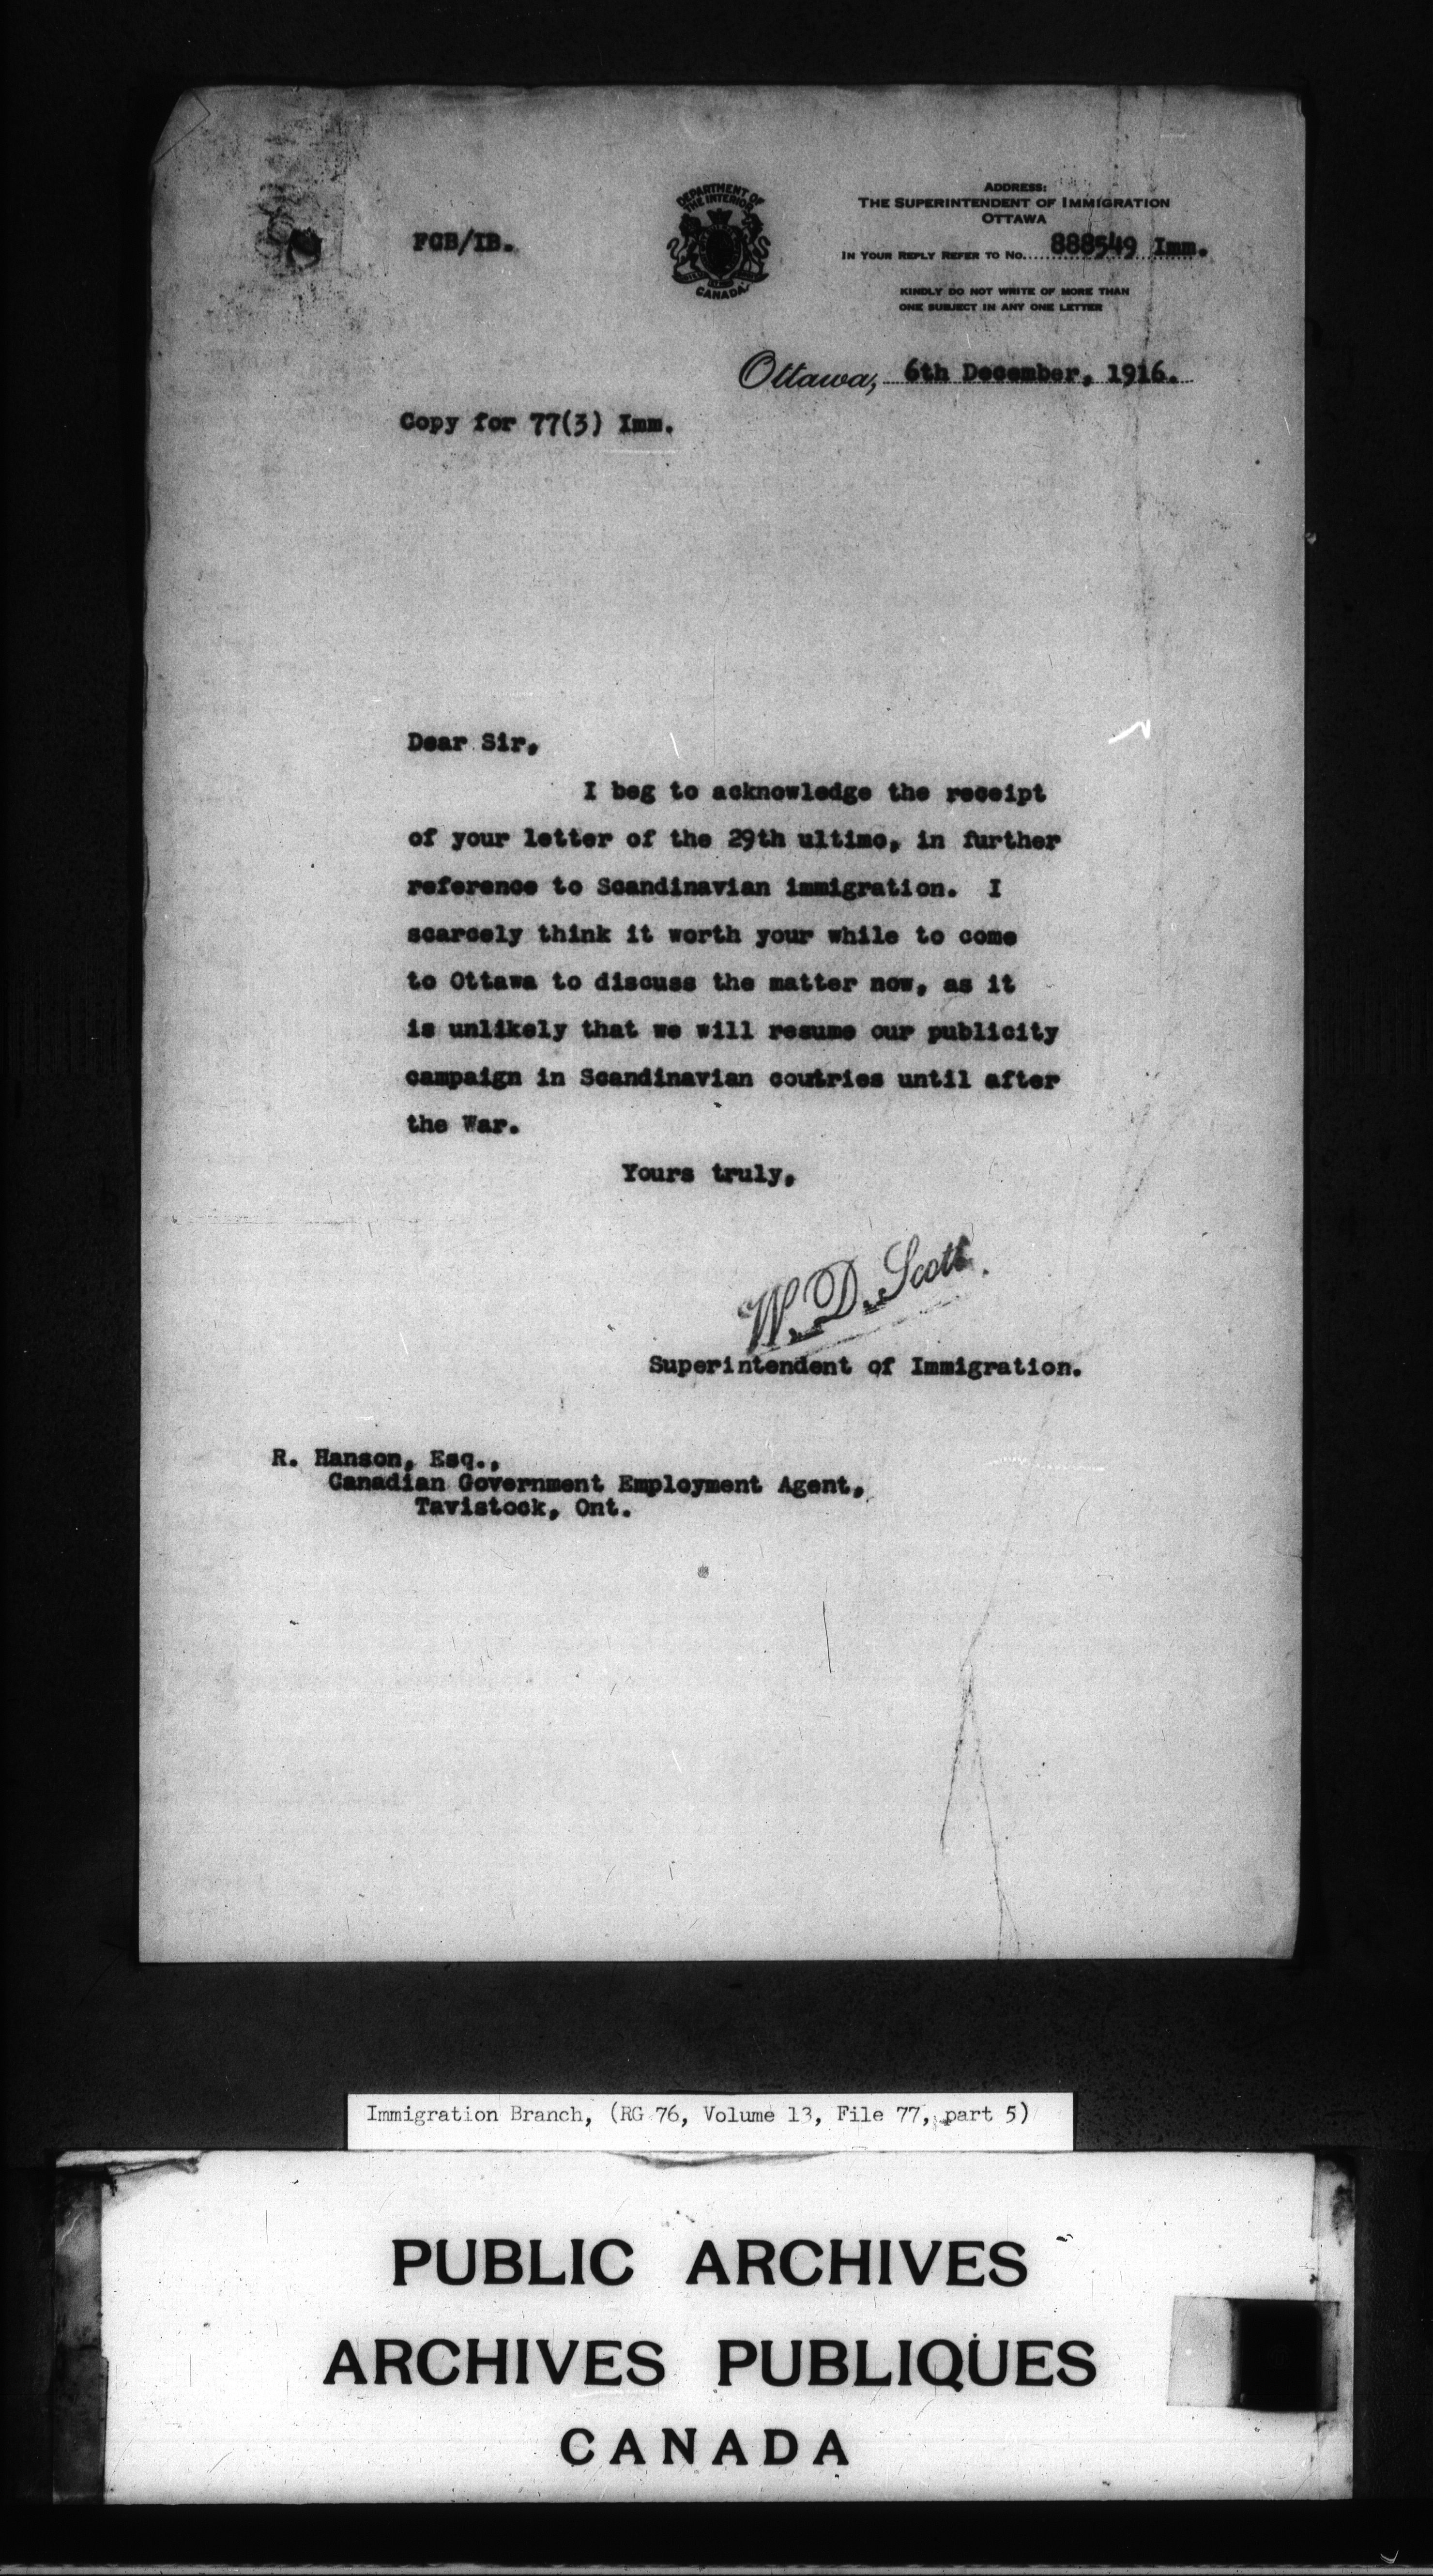 DEPARTMENT OF
THE INTERIOR
CANADA
ADDRESS:
THE SUPERINTENDENT OF IMMIGRATION
OTTAWA
FCB/IB.
IN YOUR REPLY REFER TO No. 888549 Imm.
KINDLY DO NOT WRITE OF MORE THAN
ONE SUBJECT IN ANY ONE LETTER
Ottawa, 6th December, 1916.
Copy for 77(3) Imm.
Dear Sir,
I beg to acknowledge the receipt
of your letter of the 29th ultimo, in further
reference to Scandinavian immigration. I
scarcely think it worth your while to come
to Ottawa to discuss the matter now, as it
is unlikely that we will resume our publicity
campaign in Scandinavian coutries until after
the War.
Yours truly,
W. D. Scott.
Superintendent of Immigration.
R. Hanson, Esq.,
Canadian Government Employment Agent,
Tavistock, Ont.
Immigration Branch, (RG 76, Volume 13, File 77, part 5)
PUBLIC ARCHIVES
ARCHIVES PUBLIQUES
CANADA